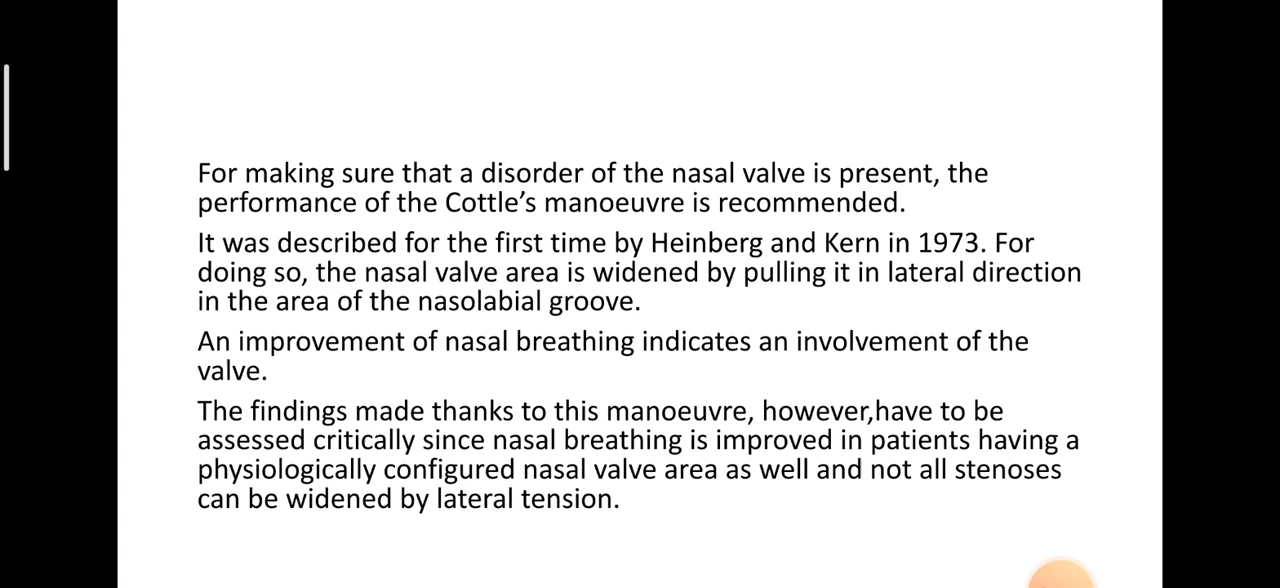 For making sure that a disorder of the nasal valve is present, the
performance of the Cottle’s manoeuvre is recommended.
It was described for the first time by Heinberg and Kern in 1973. For
doing so, the nasal valve area is widened by pulling it in lateral direction
in the area of the nasolabial groove.
An improvement of nasal breathing indicates an involvement of the
valve.
The findings made thanks to this manoeuvre, however,have to be
assessed critically since nasal breathing is improved in patients having a
physiologically configured nasal valve area as well and not all stenoses
can be widened by lateral tension.